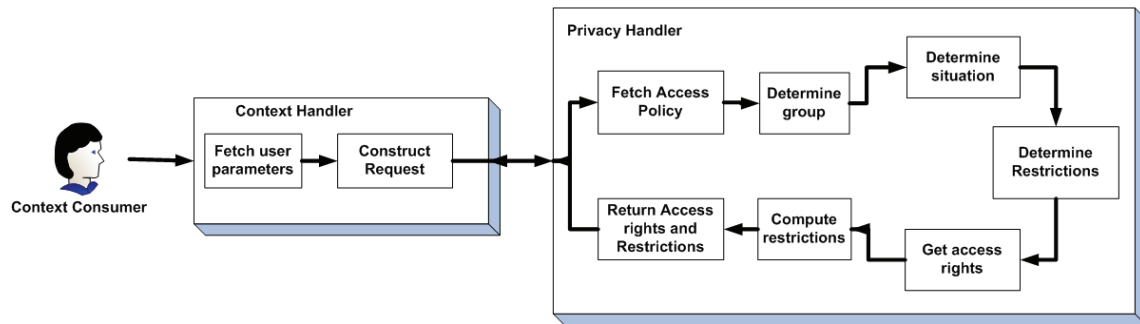 Privacy Handler
Context Handler
Context Consumer
Fetch user
parameters
Construct
Request
Fetch Access
Policy
Determine
group
Determine
situation
Determine
Restrictions
Get access
rights
Compute
restrictions
Return Access
rights and
Restrictions